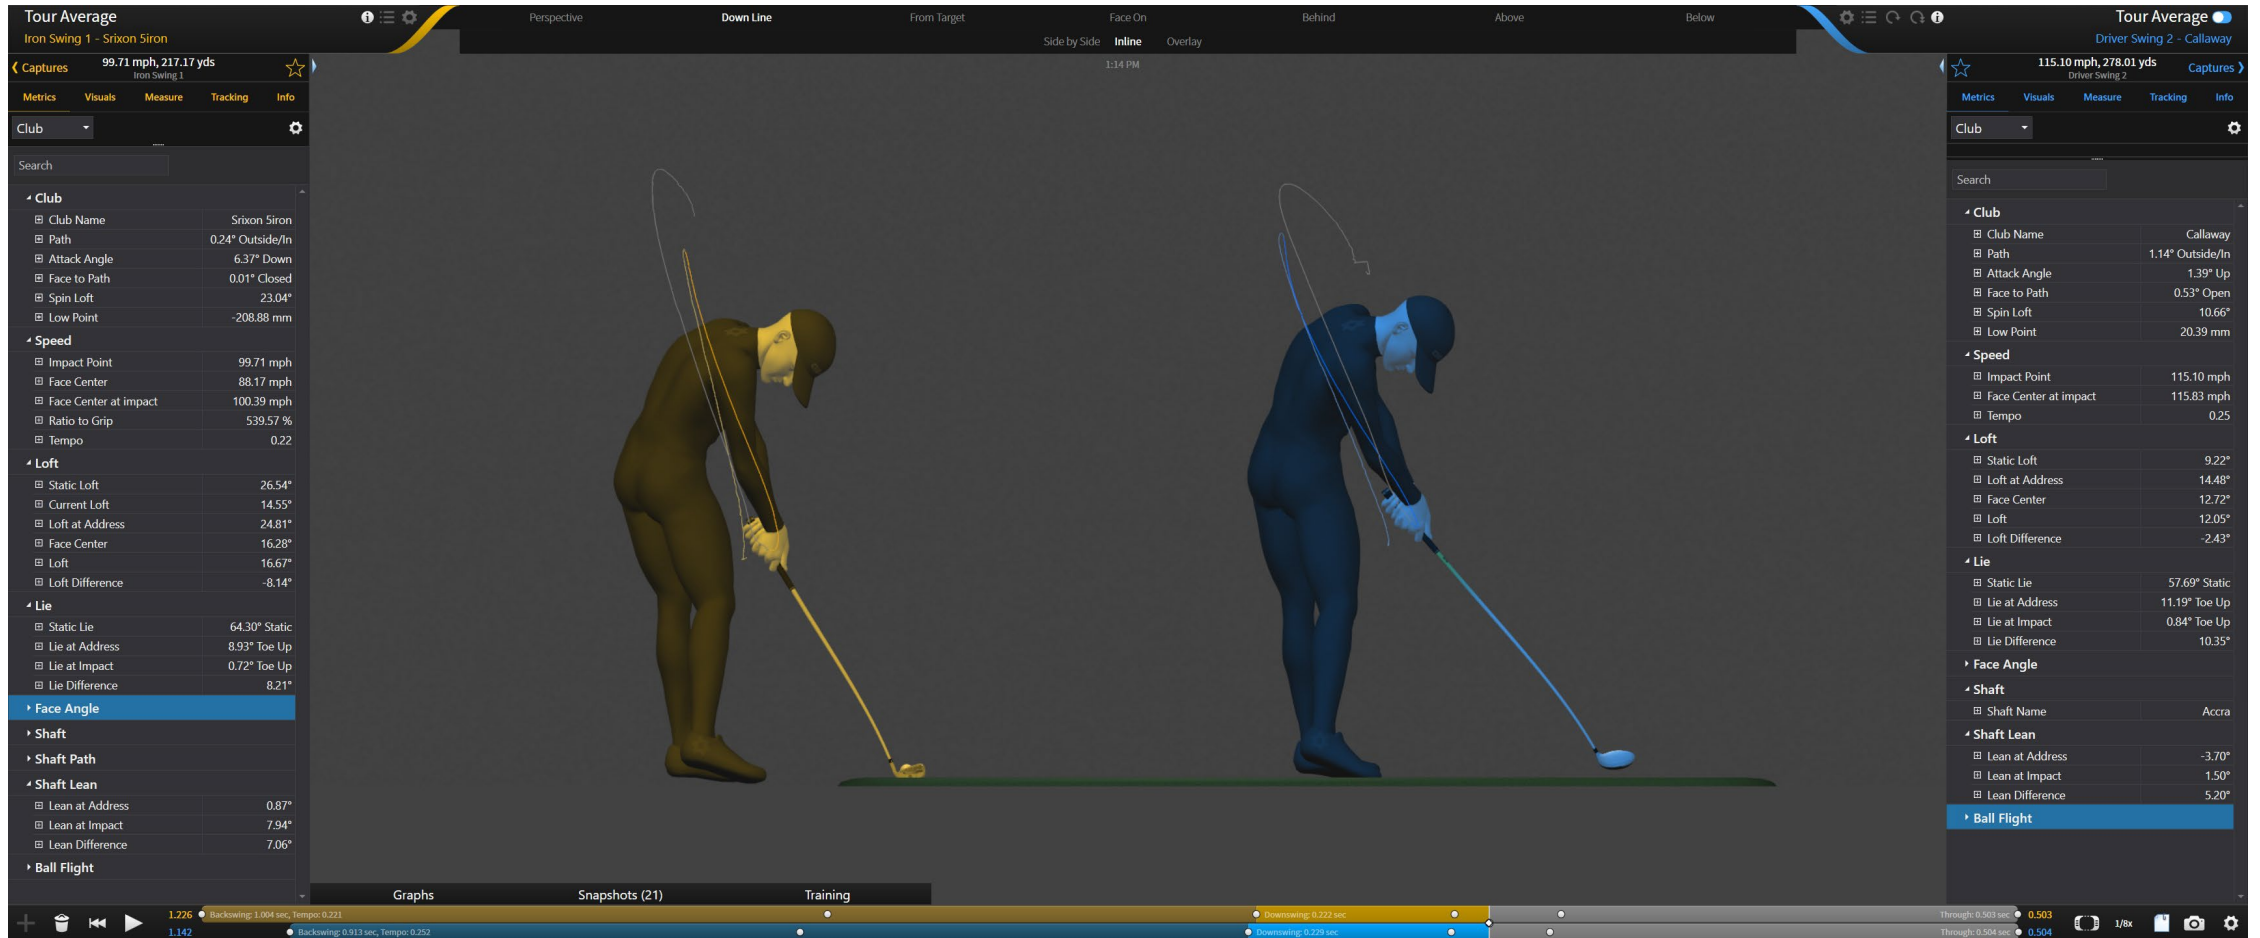 Tour Average
Iron Swing 1 - Srixon 5iron
Perspective Down Line From Target Face On Behind Above Below
Side by Side Inline Overlay
1:14 PM
Tour Average
Driver Swing 2 - Callaway
Captures 99.71 mph, 217.17 yds
Iron Swing 1
Metrics Visuals Measure Tracking Info
Club
Search
Club
Club Name Srixon 5iron
Path 0.24° Outside/In
Attack Angle 6.37° Down
Face to Path 0.01° Closed
Spin Loft 23.04°
Low Point -208.88 mm
Speed
Impact Point 99.71 mph
Face Center 88.17 mph
Face Center at impact 100.39 mph
Ratio to Grip 539.57 %
Tempo 0.22
Loft
Static Loft 26.54°
Current Loft 14.55°
Loft at Address 24.81°
Face Center 16.28°
Loft 16.67°
Loft Difference -8.14°
Lie
Static Lie 64.30° Static
Lie at Address 8.93° Toe Up
Lie at Impact 0.72° Toe Up
Lie Difference 8.21°
Face Angle
Shaft
Shaft Path
Shaft Lean
Lean at Address 0.87°
Lean at Impact 7.94°
Lean Difference 7.06°
Ball Flight
115.10 mph, 278.01 yds Captures
Driver Swing 2
Metrics Visuals Measure Tracking Info
Club
Search
Club
Club Name Callaway
Path 1.14° Outside/In
Attack Angle 1.39° Up
Face to Path 0.53° Open
Spin Loft 10.66°
Low Point 20.39 mm
Speed
Impact Point 115.10 mph
Face Center at impact 115.83 mph
Tempo 0.25
Loft
Static Loft 9.22°
Loft at Address 14.48°
Face Center 12.72°
Loft 12.05°
Loft Difference -2.43°
Lie
Static Lie 57.69° Static
Lie at Address 11.19° Toe Up
Lie at Impact 0.84° Toe Up
Lie Difference 10.35°
Face Angle
Shaft
Shaft Name Accra
Shaft Lean
Lean at Address -3.70°
Lean at Impact 1.50°
Lean Difference 5.20°
Ball Flight
Graphs Snapshots (21) Training
1.226 Backswing: 1.004 sec, Tempo: 0.221 Downswing: 0.222 sec Through: 0.503 sec 0.503
1.142 Backswing: 0.913 sec, Tempo: 0.252 Downswing: 0.229 sec Through: 0.504 sec 0.504
1/8x